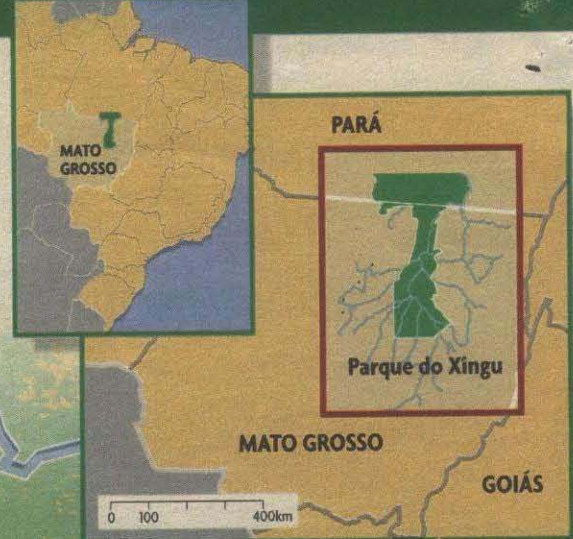 MATO
GROSSO
PARÁ
Parque do Xingu
MATO GROSSO
GOIÁS
0 100 400km